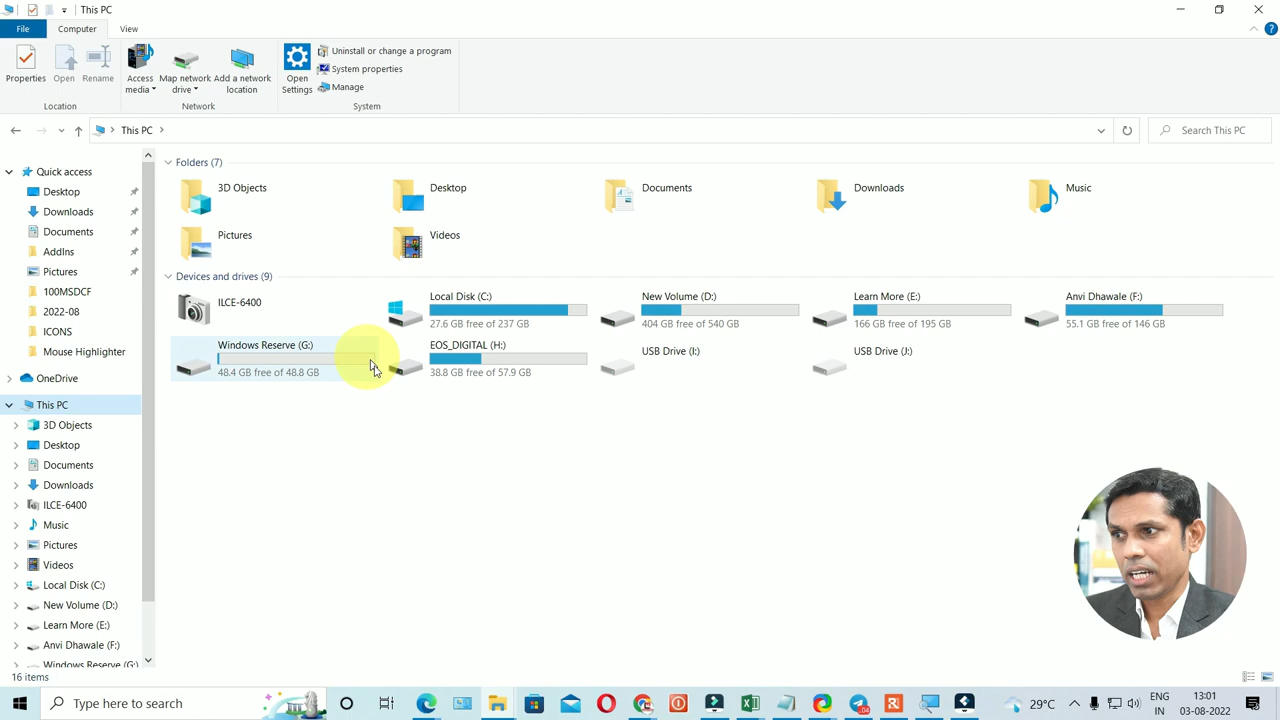 This PC
File
Computer
View
Properties
Open
Rename
Access media
Map network drive
Add a network location
Open Settings
Uninstall or change a program
System properties
Manage
Location
Network
System
This PC
Search This PC
Quick access
Desktop
Downloads
Documents
AddIns
Pictures
100MSDCF
2022-08
ICONS
Mouse Highlighter
OneDrive
This PC
3D Objects
Desktop
Documents
Downloads
ILCE-6400
Music
Pictures
Videos
Local Disk (C:)
New Volume (D:)
Learn More (E:)
Anvi Dhawale (F:)
Windows Reserve (G:)
Folders (7)
3D Objects
Desktop
Documents
Downloads
Music
Pictures
Videos
Devices and drives (9)
ILCE-6400
Local Disk (C:)
27.6 GB free of 237 GB
New Volume (D:)
404 GB free of 540 GB
Learn More (E:)
166 GB free of 195 GB
Anvi Dhawale (F:)
55.1 GB free of 146 GB
Windows Reserve (G:)
48.4 GB free of 48.8 GB
EOS_DIGITAL (H:)
38.8 GB free of 57.9 GB
USB Drive (I:)
USB Drive (J:)
16 items
Type here to search
29°C
ENG
IN
13:01
03-08-2022